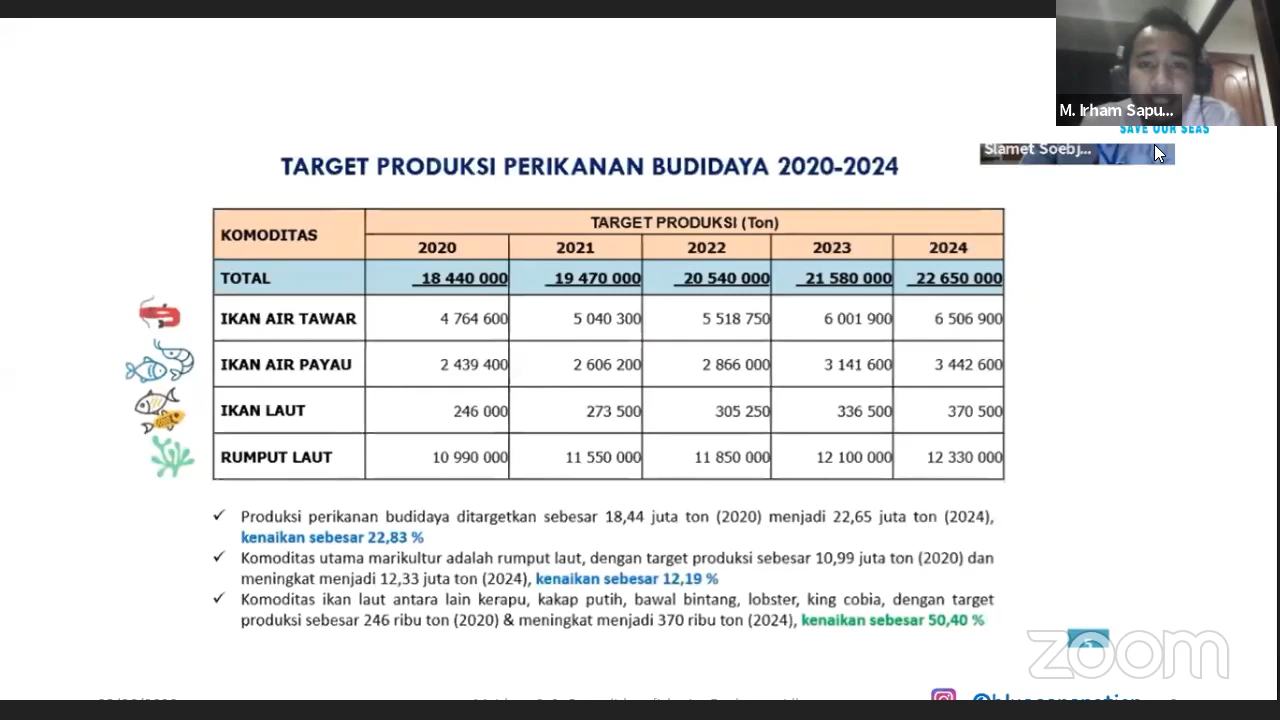 M. Irham Sapu...
SAVE OUR SEAS
Slamet Soebj...
TARGET PRODUKSI PERIKANAN BUDIDAYA 2020-2024
KOMODITAS TARGET PRODUKSI (Ton)
2020 2021 2022 2023 2024
TOTAL 18 440 000 19 470 000 20 540 000 21 580 000 22 650 000
IKAN AIR TAWAR 4 764 600 5 040 300 5 518 750 6 001 900 6 506 900
IKAN AIR PAYAU 2 439 400 2 606 200 2 866 000 3 141 600 3 442 600
IKAN LAUT 246 000 273 500 305 250 336 500 370 500
RUMPUT LAUT 10 990 000 11 550 000 11 850 000 12 100 000 12 330 000
✓ Produksi perikanan budidaya ditargetkan sebesar 18,44 juta ton (2020) menjadi 22,65 juta ton (2024),
kenaikan sebesar 22,83 %
✓ Komoditas utama marikultur adalah rumput laut, dengan target produksi sebesar 10,99 juta ton (2020) dan
meningkat menjadi 12,33 juta ton (2024), kenaikan sebesar 12,19 %
✓ Komoditas ikan laut antara lain kerapu, kakap putih, bawal bintang, lobster, king cobia, dengan target
produksi sebesar 246 ribu ton (2020) & meningkat menjadi 370 ribu ton (2024), kenaikan sebesar 50,40 %
5
zoom